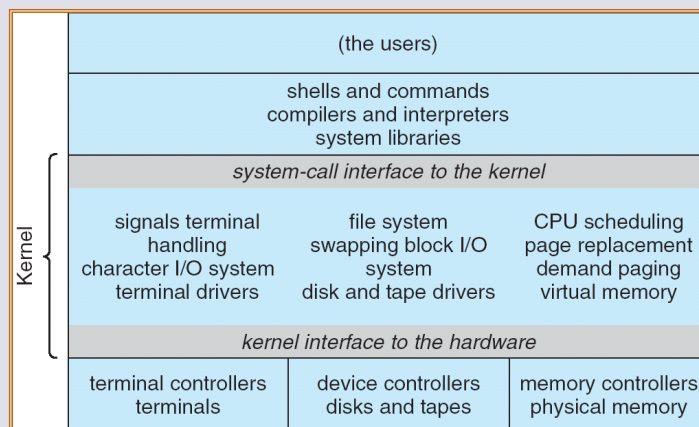 (the users)
shells and commands
compilers and interpreters
system libraries
system-call interface to the kernel
Kernel
signals terminal
handling
character I/O system
terminal drivers
file system
swapping block I/O
system
disk and tape drivers
CPU scheduling
page replacement
demand paging
virtual memory
kernel interface to the hardware
terminal controllers
terminals
device controllers
disks and tapes
memory controllers
physical memory